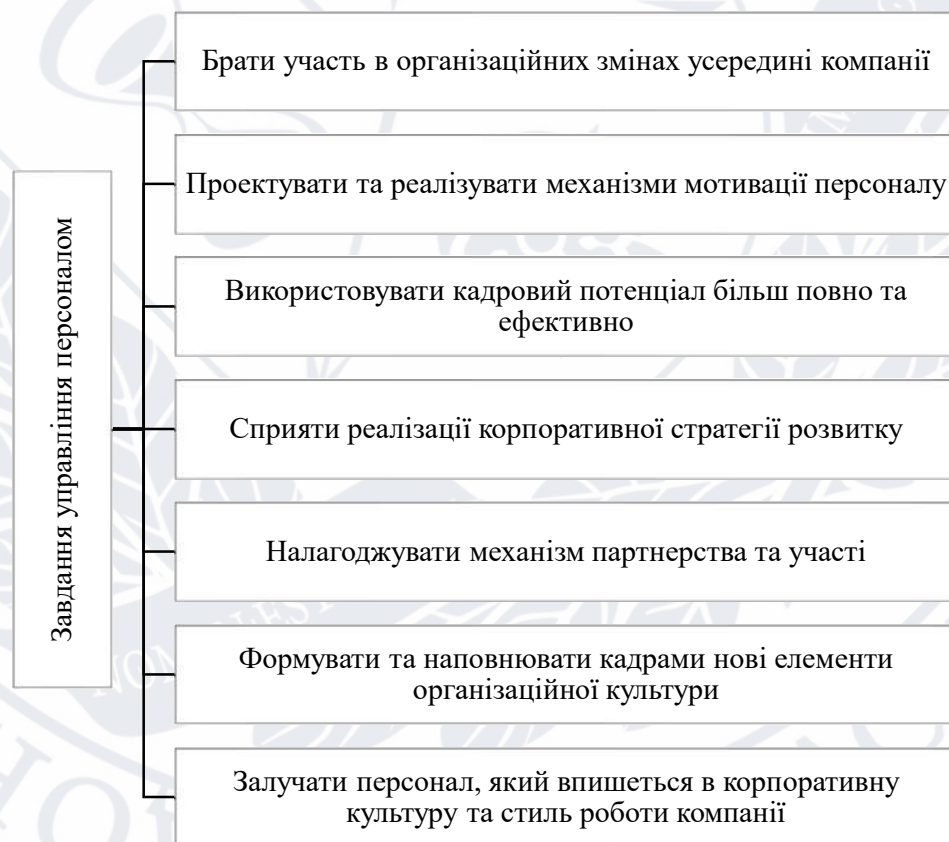 Завдання управління персоналом
Брати участь в організаційних змінах усередині компанії
Проектувати та реалізувати механізми мотивації персоналу
Використовувати кадровий потенціал більш повно та
ефективно
Сприяти реалізації корпоративної стратегії розвитку
Налагоджувати механізм партнерства та участі
Формувати та наповнювати кадрами нові елементи
організаційної культури
Залучати персонал, який впишеться в корпоративну
культуру та стиль роботи компанії